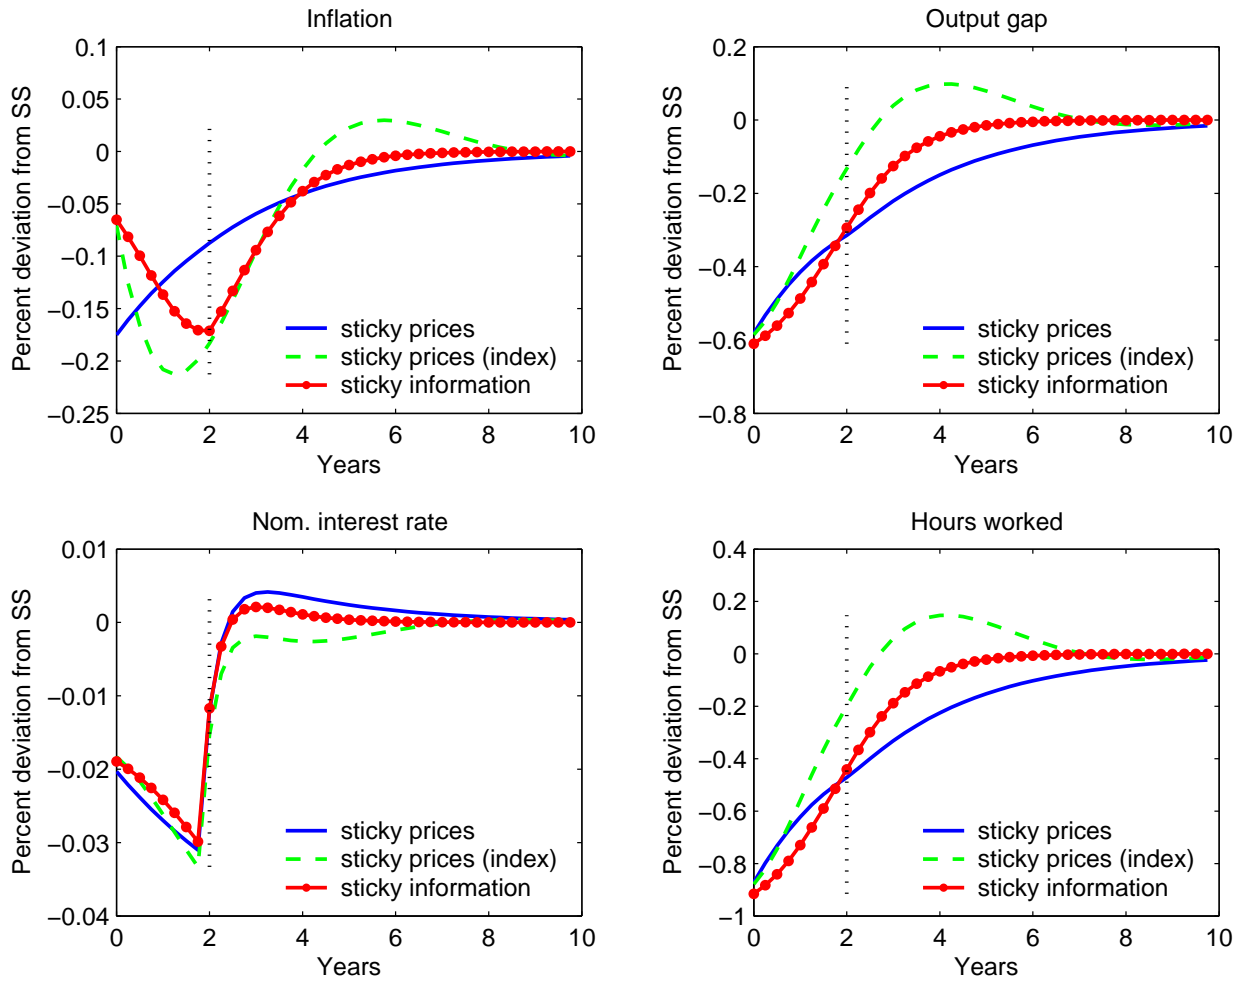 Inflation
Percent deviation from SS
0.1
0.05
0
−0.05
−0.1
−0.15
−0.2
−0.25
sticky prices
sticky prices (index)
sticky information
0 2 4 6 8 10
Years
Output gap
Percent deviation from SS
0.2
0
−0.2
−0.4
−0.6
−0.8
sticky prices
sticky prices (index)
sticky information
0 2 4 6 8 10
Years
Nom. interest rate
Percent deviation from SS
0.01
0
−0.01
−0.02
−0.03
−0.04
sticky prices
sticky prices (index)
sticky information
0 2 4 6 8 10
Years
Hours worked
Percent deviation from SS
0.4
0.2
0
−0.2
−0.4
−0.6
−0.8
−1
sticky prices
sticky prices (index)
sticky information
0 2 4 6 8 10
Years